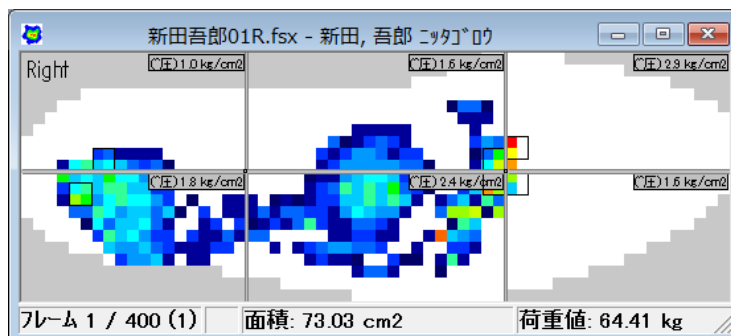 新田吾郎01R.fsx - 新田, 吾郎 ﾆｯﾀｺﾞﾛｳ
Right
(ﾟ圧) 1.0 kg/cm2
(ﾟ圧) 1.6 kg/cm2
(ﾟ圧) 2.9 kg/cm2
(ﾟ圧) 1.8 kg/cm2
(ﾟ圧) 2.4 kg/cm2
(ﾟ圧) 1.6 kg/cm2
フレーム 1 / 400 (1)
面積: 73.03 cm2
荷重値: 64.41 kg